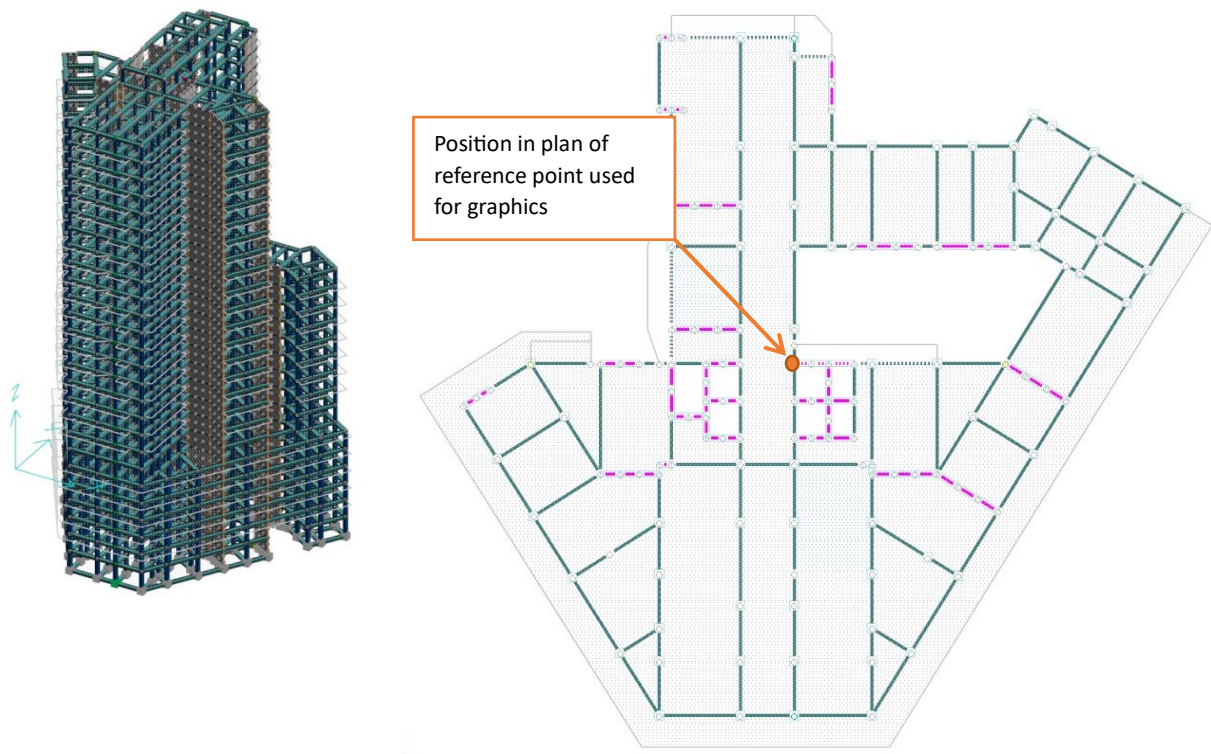 Position in plan of
reference point used
for graphics
Z